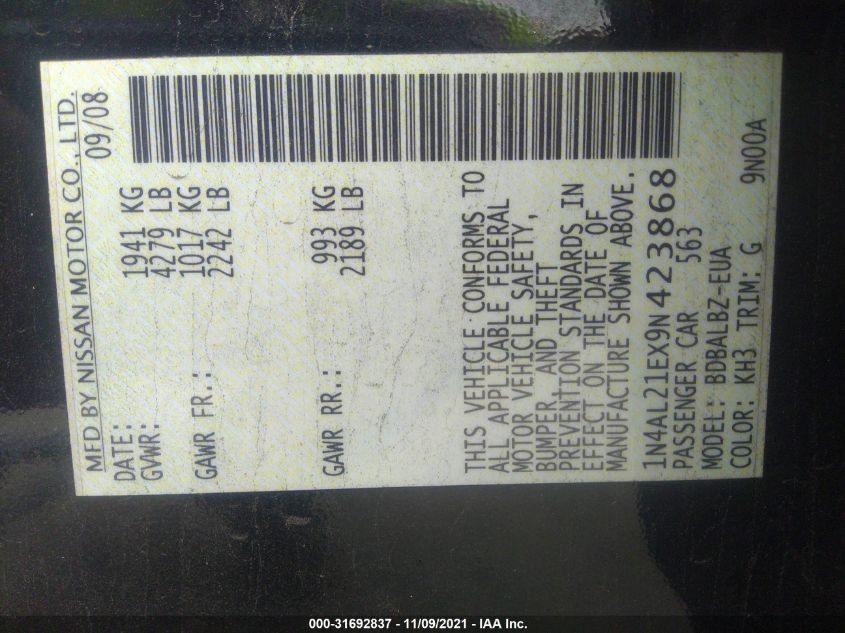 MFD BY NISSAN MOTOR CO., LTD.
DATE: 09/08
GVWR: 1941 KG
4279 LB
GAWR FR.: 1017 KG
2242 LB
GAWR RR.: 993 KG
2189 LB
THIS VEHICLE CONFORMS TO
ALL APPLICABLE FEDERAL
MOTOR VEHICLE SAFETY,
BUMPER, AND THEFT
PREVENTION STANDARDS IN
EFFECT ON THE DATE OF
MANUFACTURE SHOWN ABOVE.
1N4AL21EX9N423868
PASSENGER CAR 563
MODEL: BDBALBZ-EUA
COLOR: KH3 TRIM: G 9N00A
000-31692837 - 11/09/2021 - IAA Inc.